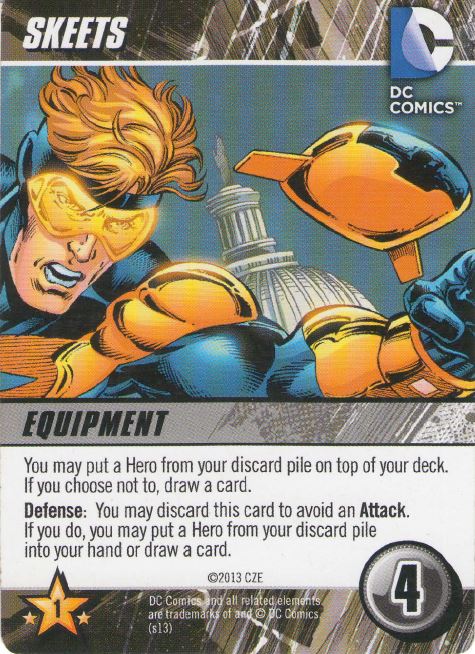 SKEETS
DC
COMICS™
EQUIPMENT
You may put a Hero from your discard pile on top of your deck.
If you choose not to, draw a card.
Defense: You may discard this card to avoid an Attack.
If you do, you may put a Hero from your discard pile
into your hand or draw a card.
©2013 CZE
1
DC Comics and all related elements
are trademarks of and © DC Comics.
(s13)
4